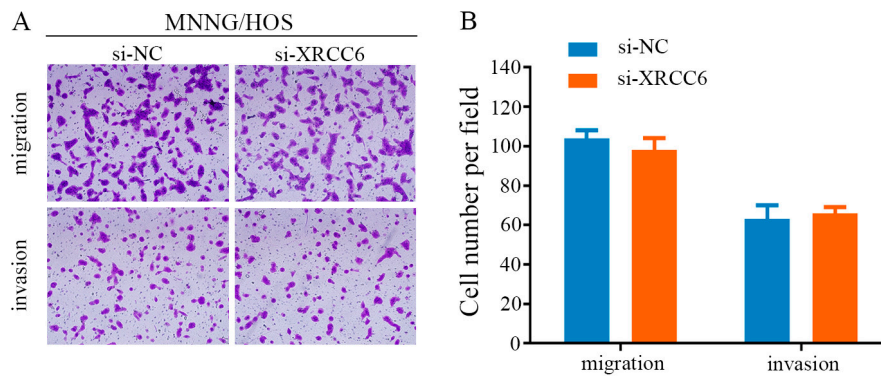 A
MNNG/HOS
si-NC
si-XRCC6
migration
invasion
B
si-NC
si-XRCC6
Cell number per field
140
120
100
80
60
40
20
0
migration
invasion